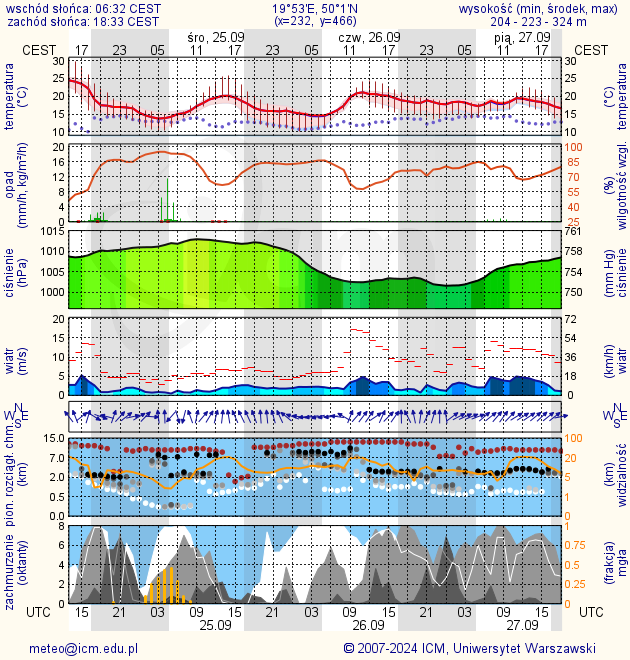 wschód słońca: 06:32 CEST 19°53'E, 50°1'N wysokość (min, środek, max)
zachód słońca: 18:33 CEST (x=232, y=466) 204 - 223 - 324 m
śro, 25.09 czw, 26.09 pią, 27.09
CEST 17 23 05 11 17 23 05 11 17 23 05 11 17 CEST
temperatura (°C)
30 25 20 15 10
30 25 20 15 10
temperatura (°C)
opad (mm/h, kg/m²/h)
20 16 12 8 4 0
100 85 70 55 40 25
(%) wilgotność wzgl.
ciśnienie (hPa)
1015 1010 1005 1000
761 758 754 750
(mm Hg) ciśnienie
wiatr (m/s)
20 15 10 5 0
72 54 36 18 0
(km/h) wiatr
N W E S
N W E S
pion. rozciągł. chm. (km)
15.0 7.0 2.0 0.5 0.0
100 20 5 1 0
(km) widzialność
zachmurzenie (oktanty)
8 6 4 2 0
1 0.75 0.5 0.25 0
(frakcja) mgła
UTC 15 21 03 09 15 21 03 09 15 21 03 09 15 UTC
25.09 26.09 27.09
meteo@icm.edu.pl © 2007-2024 ICM, Uniwersytet Warszawski